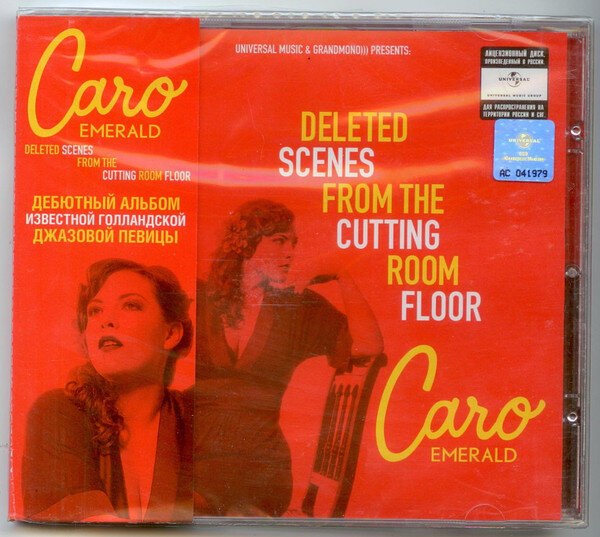 Caro
EMERALD
DELETED SCENES
FROM THE
CUTTING ROOM FLOOR
ДЕБЮТНЫЙ АЛЬБОМ
ИЗВЕСТНОЙ ГОЛЛАНДСКОЙ
ДЖАЗОВОЙ ПЕВИЦЫ
UNIVERSAL MUSIC & GRANDMONO))) PRESENTS:
DELETED
SCENES
FROM THE
CUTTING
ROOM
FLOOR
Caro
EMERALD
ЛИЦЕНЗИОННЫЙ ДИСК.
ПРОИЗВЕДЕННЫЙ В РОССИИ.
UNIVERSAL
UNIVERSAL MUSIC GROUP
ДЛЯ РАСПРОСТРАНЕНИЯ НА
ТЕРРИТОРИИ РОССИИ И СНГ.
UNIVERSAL
АС 041979